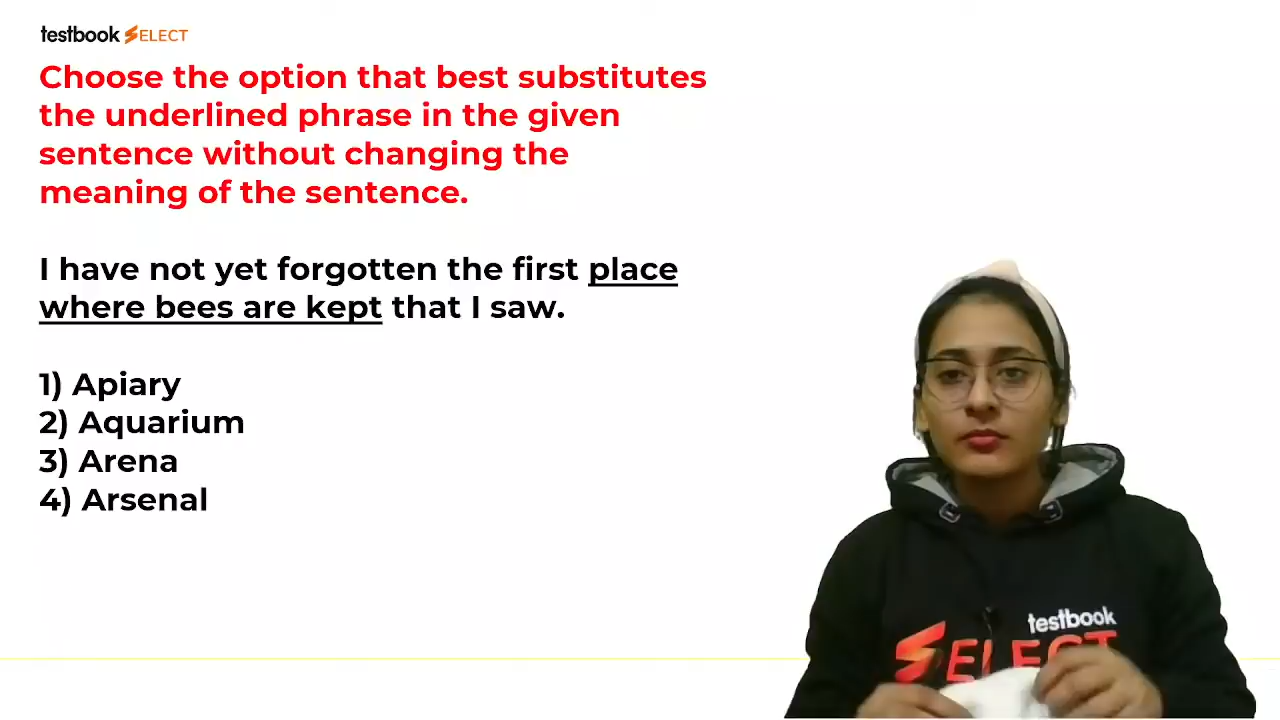 testbook SELECT
Choose the option that best substitutes
the underlined phrase in the given
sentence without changing the
meaning of the sentence.
I have not yet forgotten the first place
where bees are kept that I saw.
1) Apiary
2) Aquarium
3) Arena
4) Arsenal
testbook
SELECT